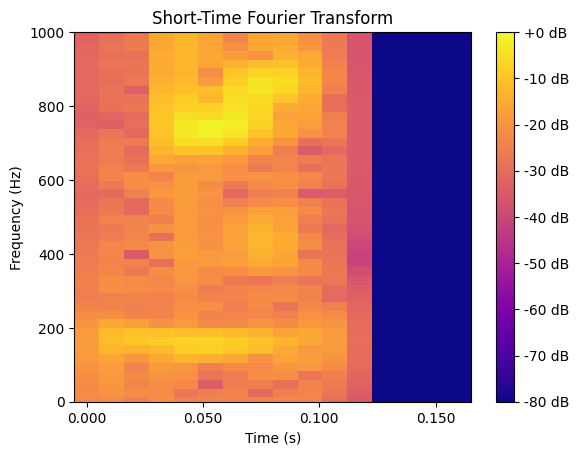 Short-Time Fourier Transform
1000
800
600
400
200
0
Frequency (Hz)
0.000
0.050
0.100
0.150
Time (s)
+0 dB
-10 dB
-20 dB
-30 dB
-40 dB
-50 dB
-60 dB
-70 dB
-80 dB